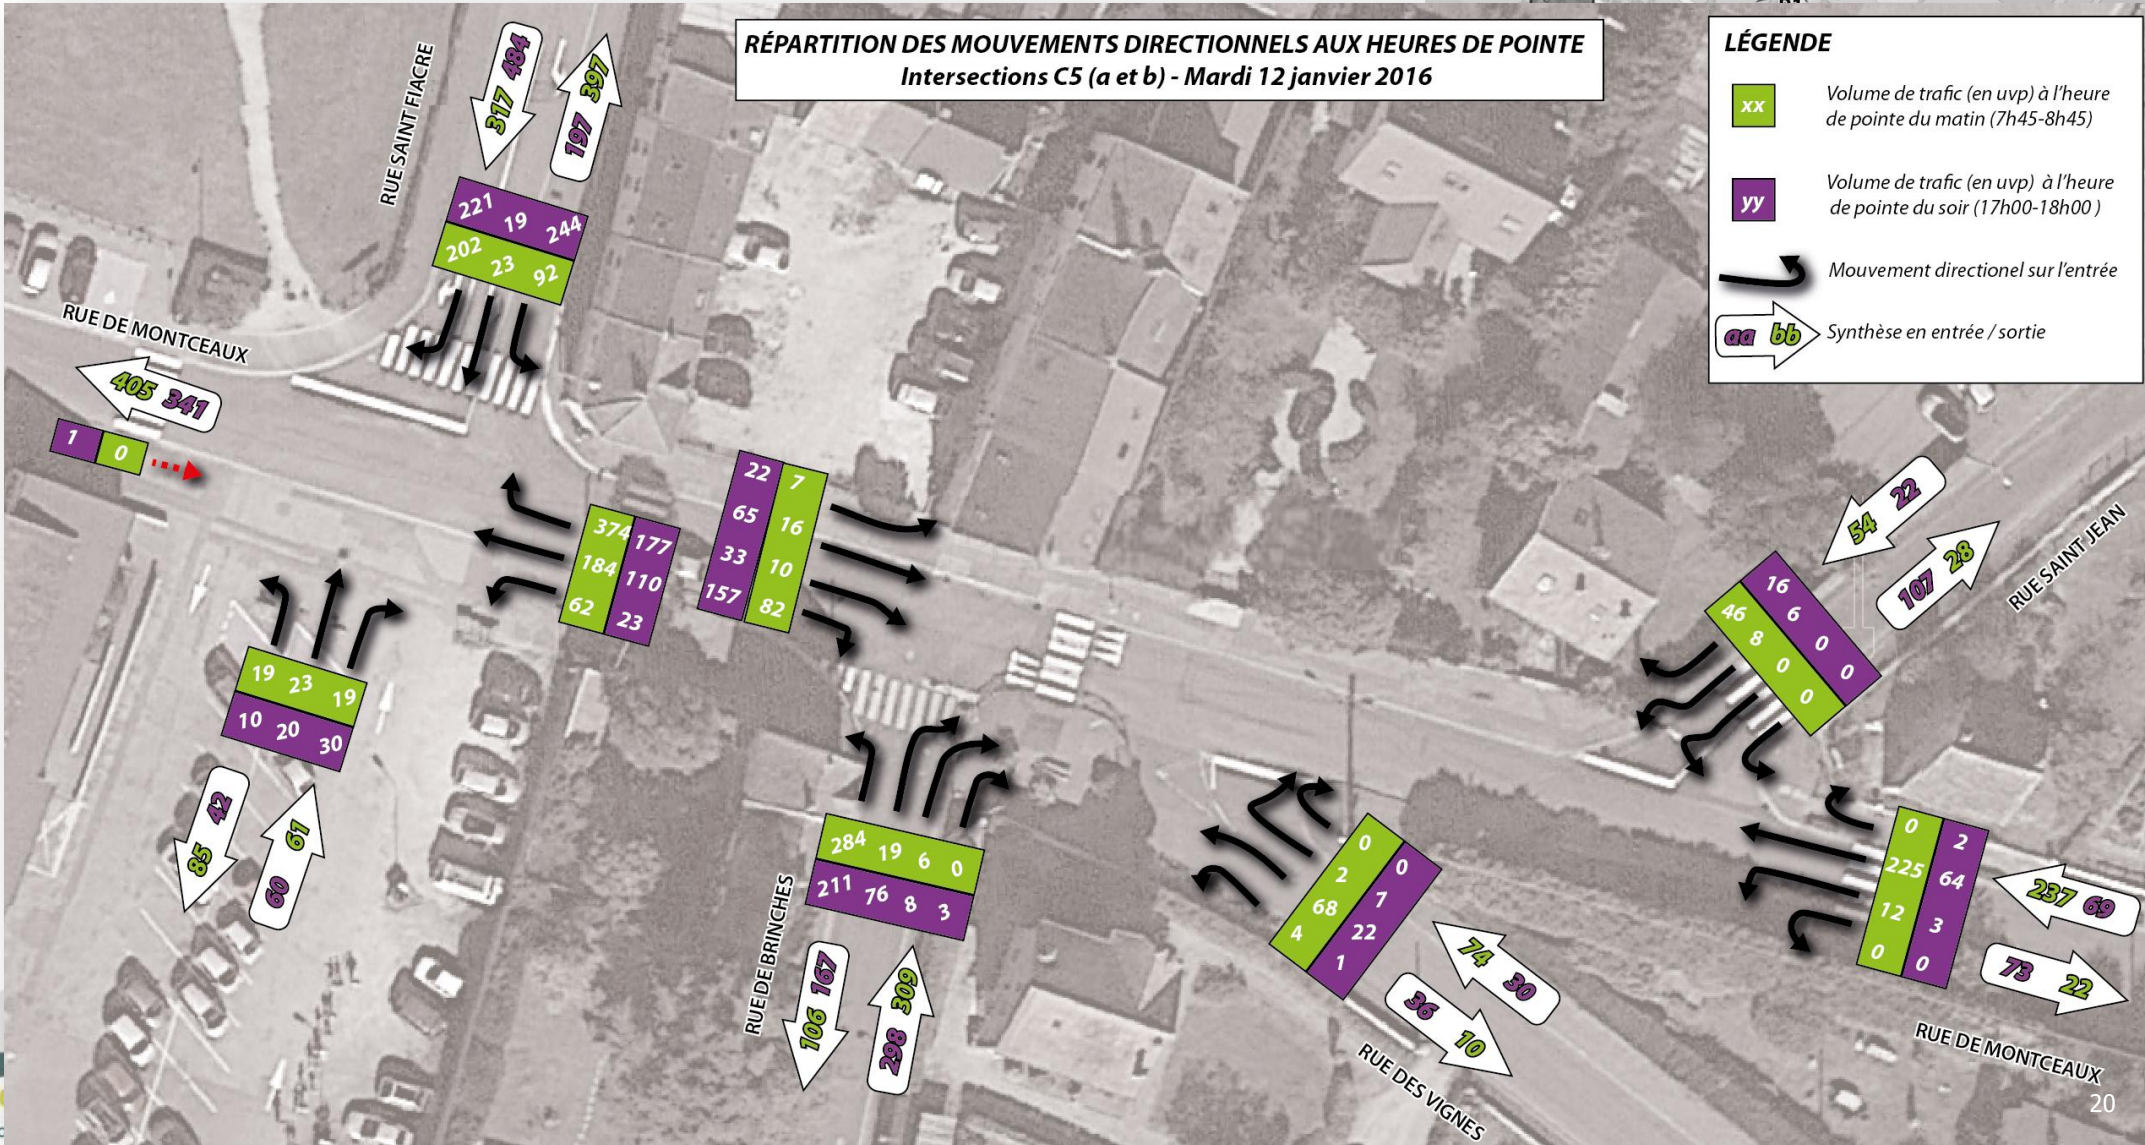 RÉPARTITION DES MOUVEMENTS DIRECTIONNELS AUX HEURES DE POINTE
Intersections C5 (a et b) - Mardi 12 janvier 2016
LÉGENDE
xx
Volume de trafic (en uvp) à l'heure
de pointe du matin (7h45-8h45)
yy
Volume de trafic (en uvp) à l'heure
de pointe du soir (17h00-18h00 )
Mouvement directionel sur l'entrée
aa bb
Synthèse en entrée / sortie
RUE SAINT FIACRE
317 484
197 397
221 19 244
202 23 92
RUE DE MONTCEAUX
405 341
1 0
374 177
184 110
62 23
22 7
65 16
33 10
157 82
19 23 19
10 20 30
85 42
60 61
284 19 6 0
211 76 8 3
RUE DE BRINCHES
106 167
298 309
0 0
2 7
68 22
4 1
74 30
36 10
RUE DES VIGNES
54 22
107 28
RUE SAINT JEAN
16 6 0 0
46 8 0 0
0 2
225 64
12 3
0 0
237 69
73 22
RUE DE MONTCEAUX
20